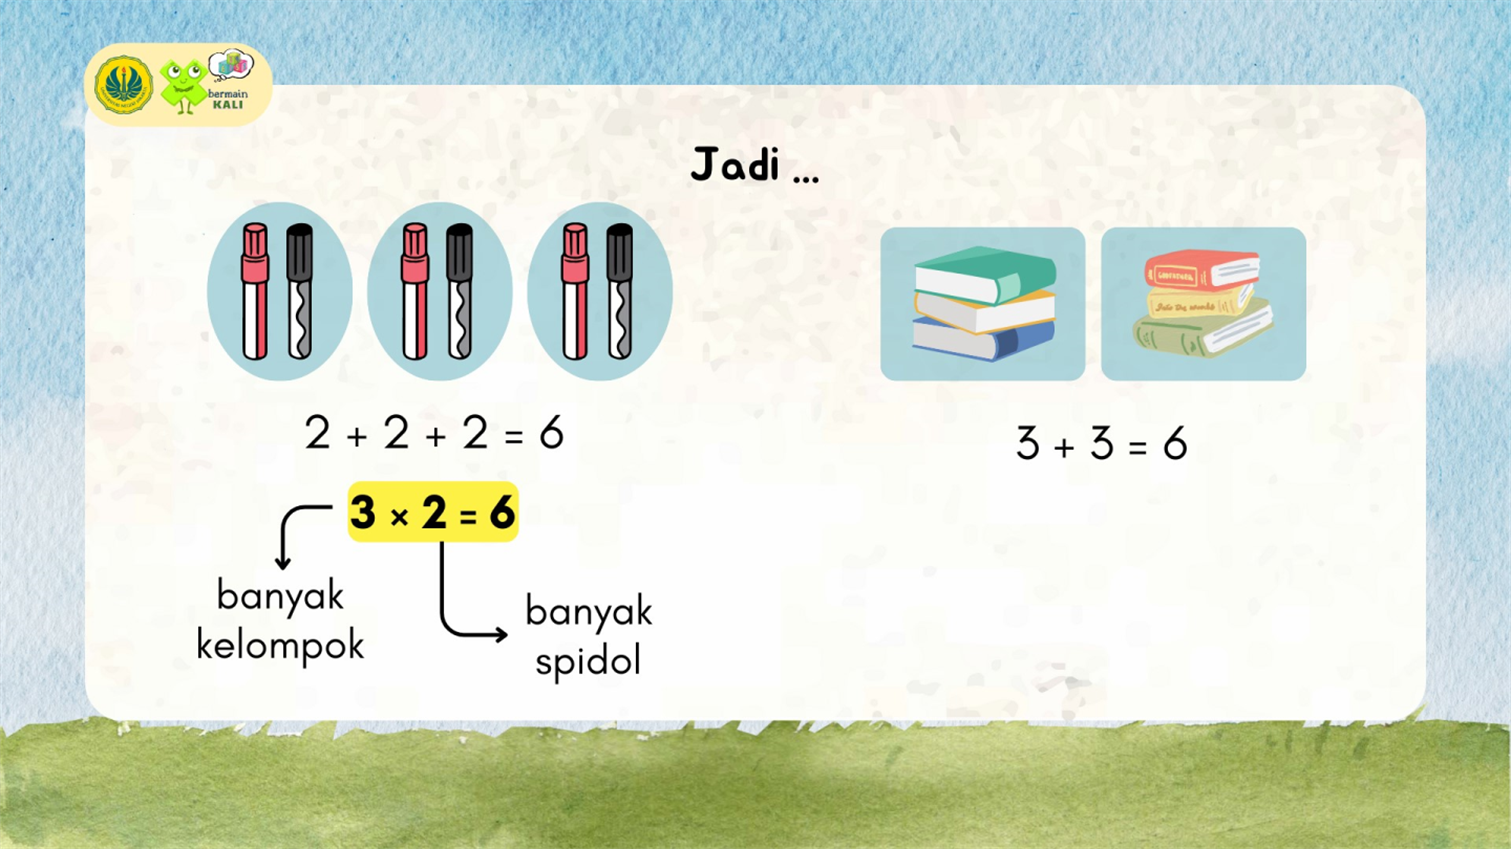 bermain
KALI
Jadi ...
2 + 2 + 2 = 6
3 × 2 = 6
banyak
kelompok
banyak
spidol
3 + 3 = 6